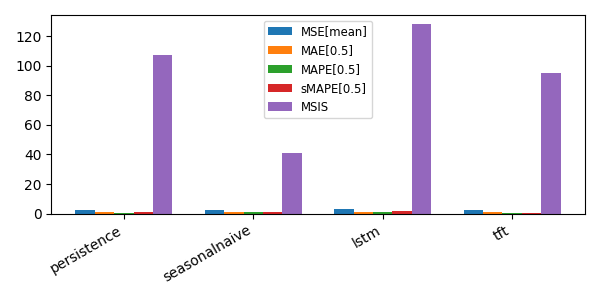 120
100
80
60
40
20
0
MSE[mean]
MAE[0.5]
MAPE[0.5]
sMAPE[0.5]
MSIS
persistence
seasonalnaive
lstm
tft